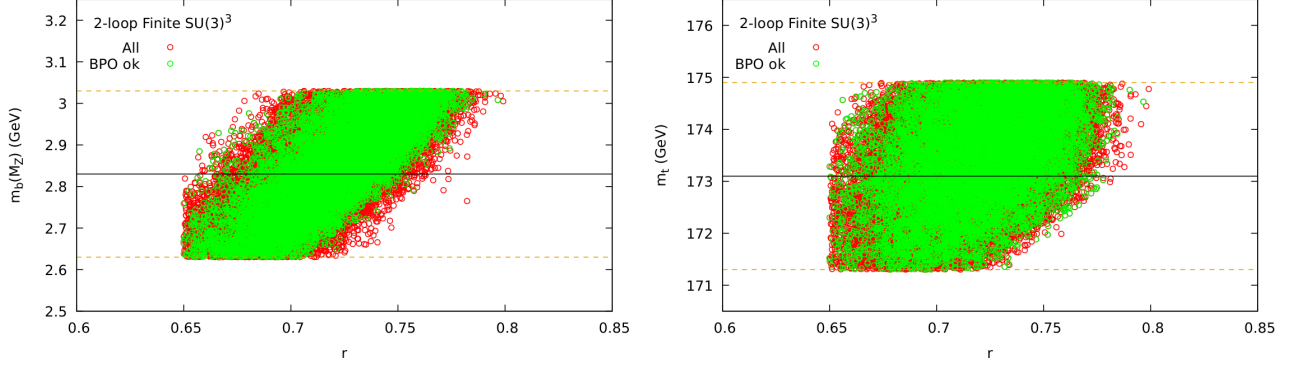 2-loop Finite SU(3)³
All
BPO ok
3.2
3.1
3
2.9
2.8
2.7
2.6
2.5
m_b(M_Z) (GeV)
0.6 0.65 0.7 0.75 0.8 0.85
r
2-loop Finite SU(3)³
All
BPO ok
176
175
174
173
172
171
m_t (GeV)
0.6 0.65 0.7 0.75 0.8 0.85
r